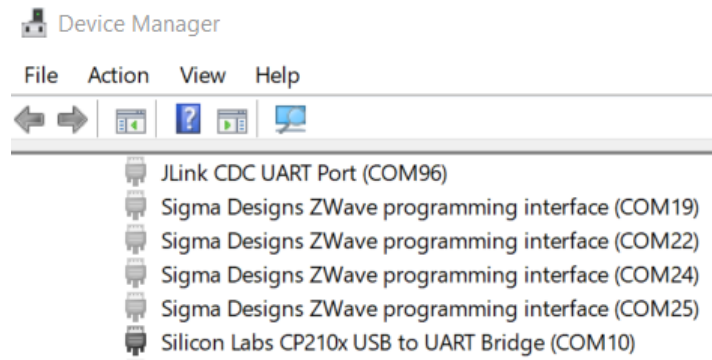 Device Manager
File Action View Help
?
JLink CDC UART Port (COM96)
Sigma Designs ZWave programming interface (COM19)
Sigma Designs ZWave programming interface (COM22)
Sigma Designs ZWave programming interface (COM24)
Sigma Designs ZWave programming interface (COM25)
Silicon Labs CP210x USB to UART Bridge (COM10)